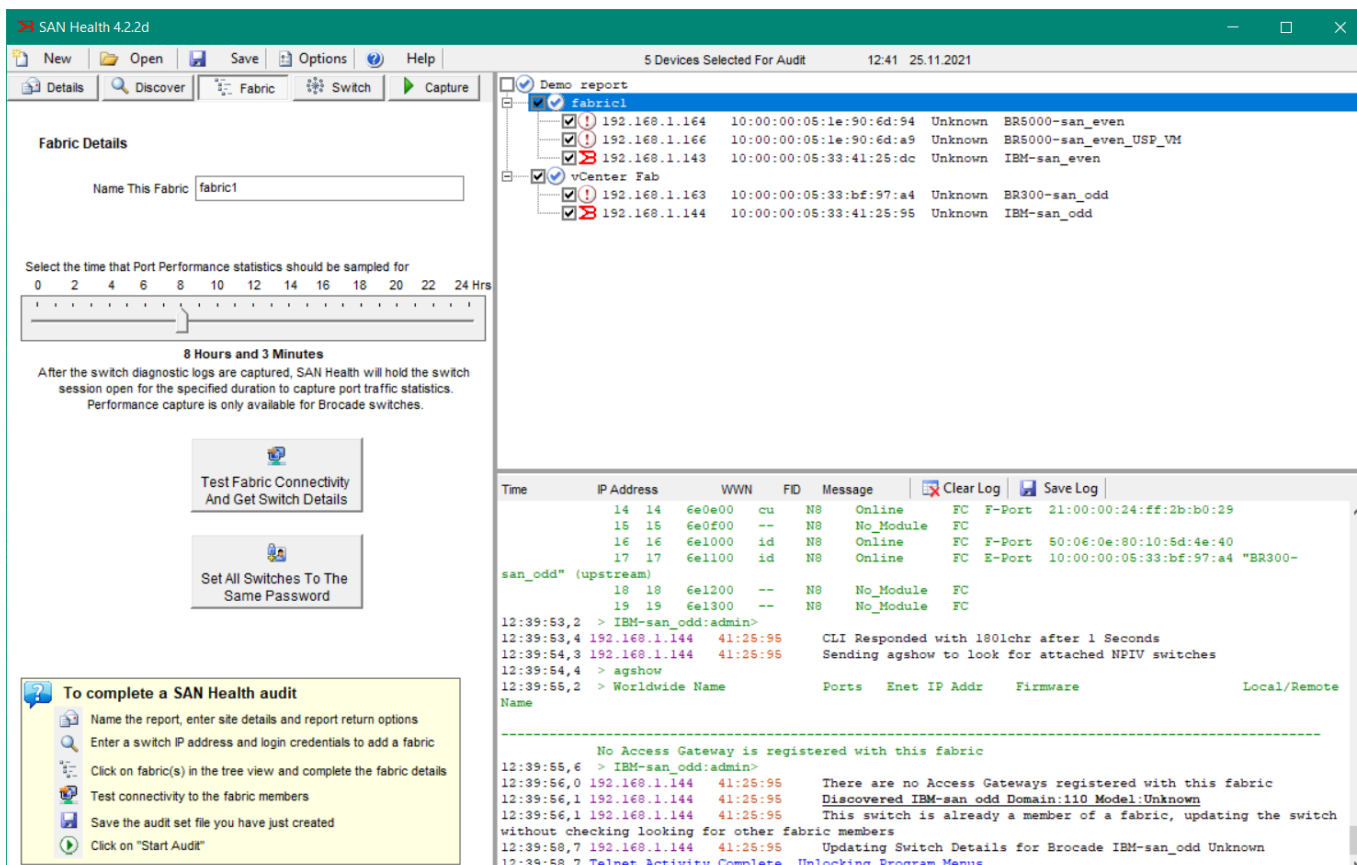 SAN Health 4.2.2d
New Open Save Options Help 5 Devices Selected For Audit 12:41 25.11.2021
Details Discover Fabric Switch Capture
Fabric Details
Name This Fabric fabric1
Select the time that Port Performance statistics should be sampled for
0 2 4 6 8 10 12 14 16 18 20 22 24 Hrs
8 Hours and 3 Minutes
After the switch diagnostic logs are captured, SAN Health will hold the switch
session open for the specified duration to capture port traffic statistics.
Performance capture is only available for Brocade switches.
Test Fabric Connectivity
And Get Switch Details
Set All Switches To The
Same Password
To complete a SAN Health audit
Name the report, enter site details and report return options
Enter a switch IP address and login credentials to add a fabric
Click on fabric(s) in the tree view and complete the fabric details
Test connectivity to the fabric members
Save the audit set file you have just created
Click on "Start Audit"
Demo report
fabric1
192.168.1.164 10:00:00:05:1e:90:6d:94 Unknown BR5000-san_even
192.168.1.166 10:00:00:05:1e:90:6d:a9 Unknown BR5000-san_even_USP_VM
192.168.1.143 10:00:00:05:33:41:25:dc Unknown IBM-san_even
vCenter Fab
192.168.1.163 10:00:00:05:33:bf:97:a4 Unknown BR300-san_odd
192.168.1.144 10:00:00:05:33:41:25:95 Unknown IBM-san_odd
Time IP Address WWN FID Message Clear Log Save Log
14 14 6e0e00 cu N8 Online FC F-Port 21:00:00:24:ff:2b:b0:29
15 15 6e0f00 -- N8 No_Module FC
16 16 6e1000 id N8 Online FC F-Port 50:06:0e:80:10:5d:4e:40
17 17 6e1100 id N8 Online FC E-Port 10:00:00:05:33:bf:97:a4 "BR300-
san_odd" (upstream)
18 18 6e1200 -- N8 No_Module FC
19 19 6e1300 -- N8 No_Module FC
12:39:53,2 > IBM-san_odd:admin>
12:39:53,4 192.168.1.144 41:25:95 CLI Responded with 1801chr after 1 Seconds
12:39:54,3 192.168.1.144 41:25:95 Sending agshow to look for attached NPIV switches
12:39:54,4 > agshow
12:39:55,2 > Worldwide Name Ports Enet IP Addr Firmware Local/Remote
Name
--------------------------------------------------------------------------------
No Access Gateway is registered with this fabric
12:39:55,6 > IBM-san_odd:admin>
12:39:56,0 192.168.1.144 41:25:95 There are no Access Gateways registered with this fabric
12:39:56,1 192.168.1.144 41:25:95 Discovered IBM-san_odd Domain:110 Model:Unknown
12:39:56,1 192.168.1.144 41:25:95 This switch is already a member of a fabric, updating the switch
without checking looking for other fabric members
12:39:58,7 192.168.1.144 41:25:95 Updating Switch Details for Brocade IBM-san_odd Unknown
12:39:58,7 Telnet Activity Complete, Unlocking Program Menus